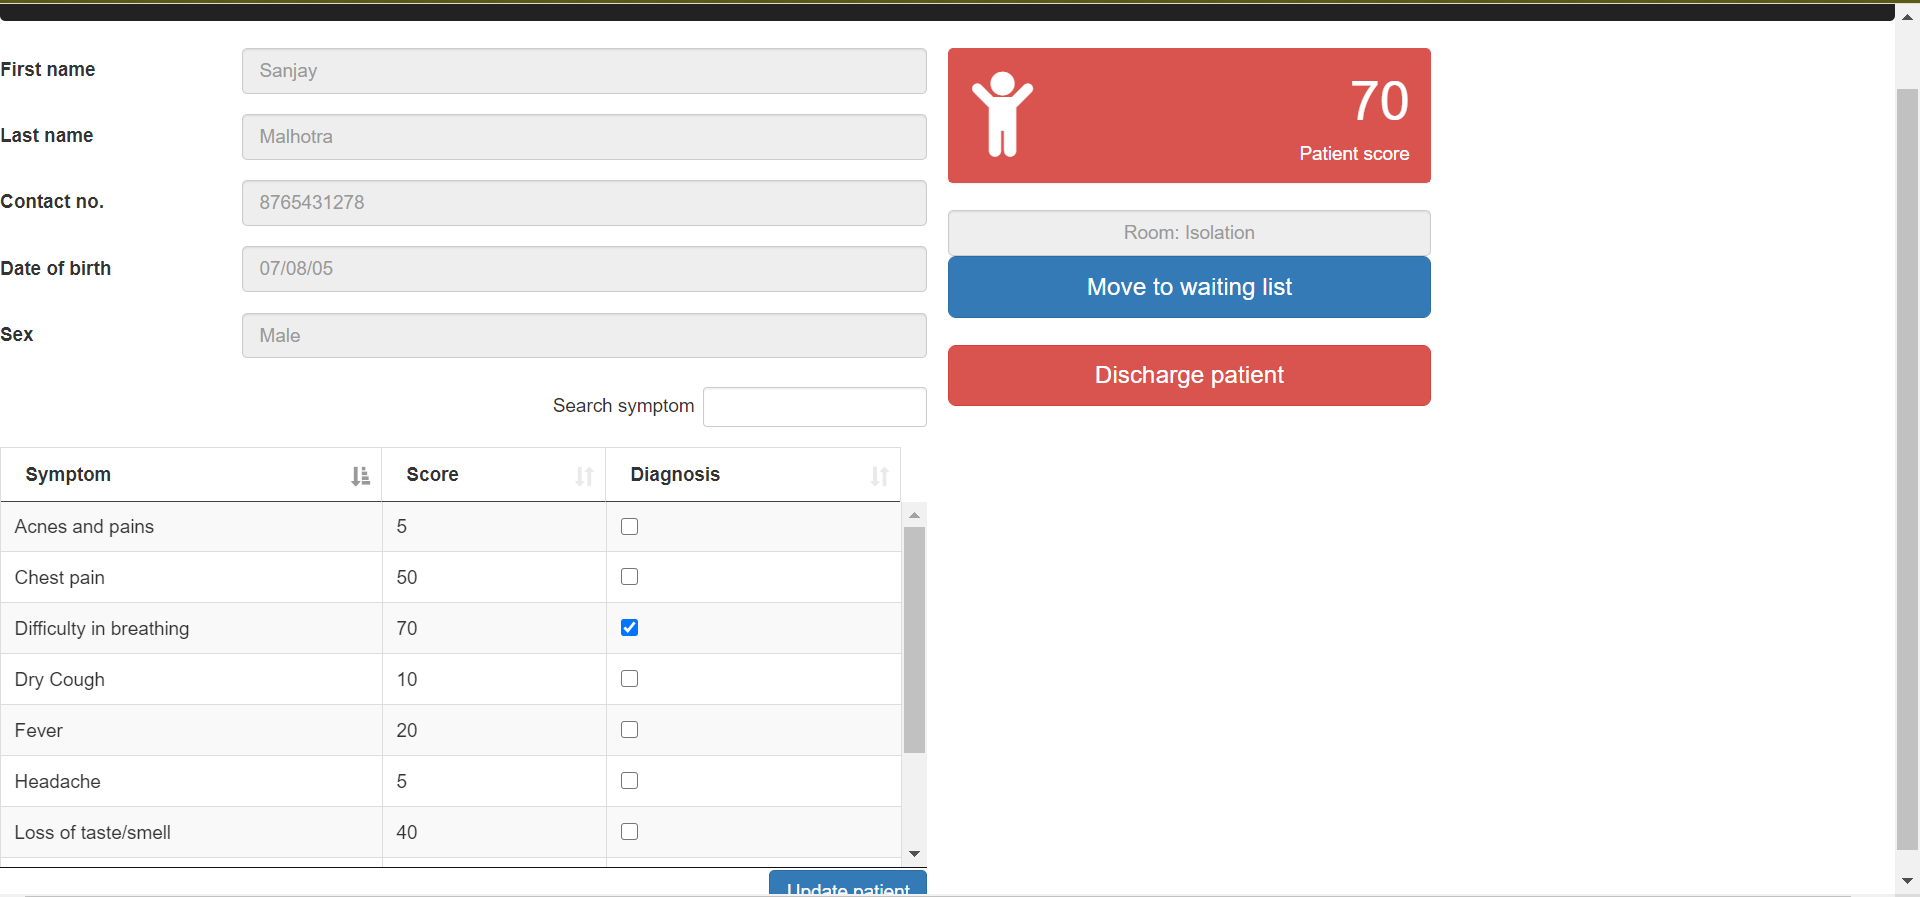 First name
Sanjay
Last name
Malhotra
Contact no.
8765431278
Date of birth
07/08/05
Sex
Male
70
Patient score
Room: Isolation
Move to waiting list
Discharge patient
Search symptom
Symptom Score Diagnosis
Acnes and pains 5
Chest pain 50
Difficulty in breathing 70
Dry Cough 10
Fever 20
Headache 5
Loss of taste/smell 40
Update patient